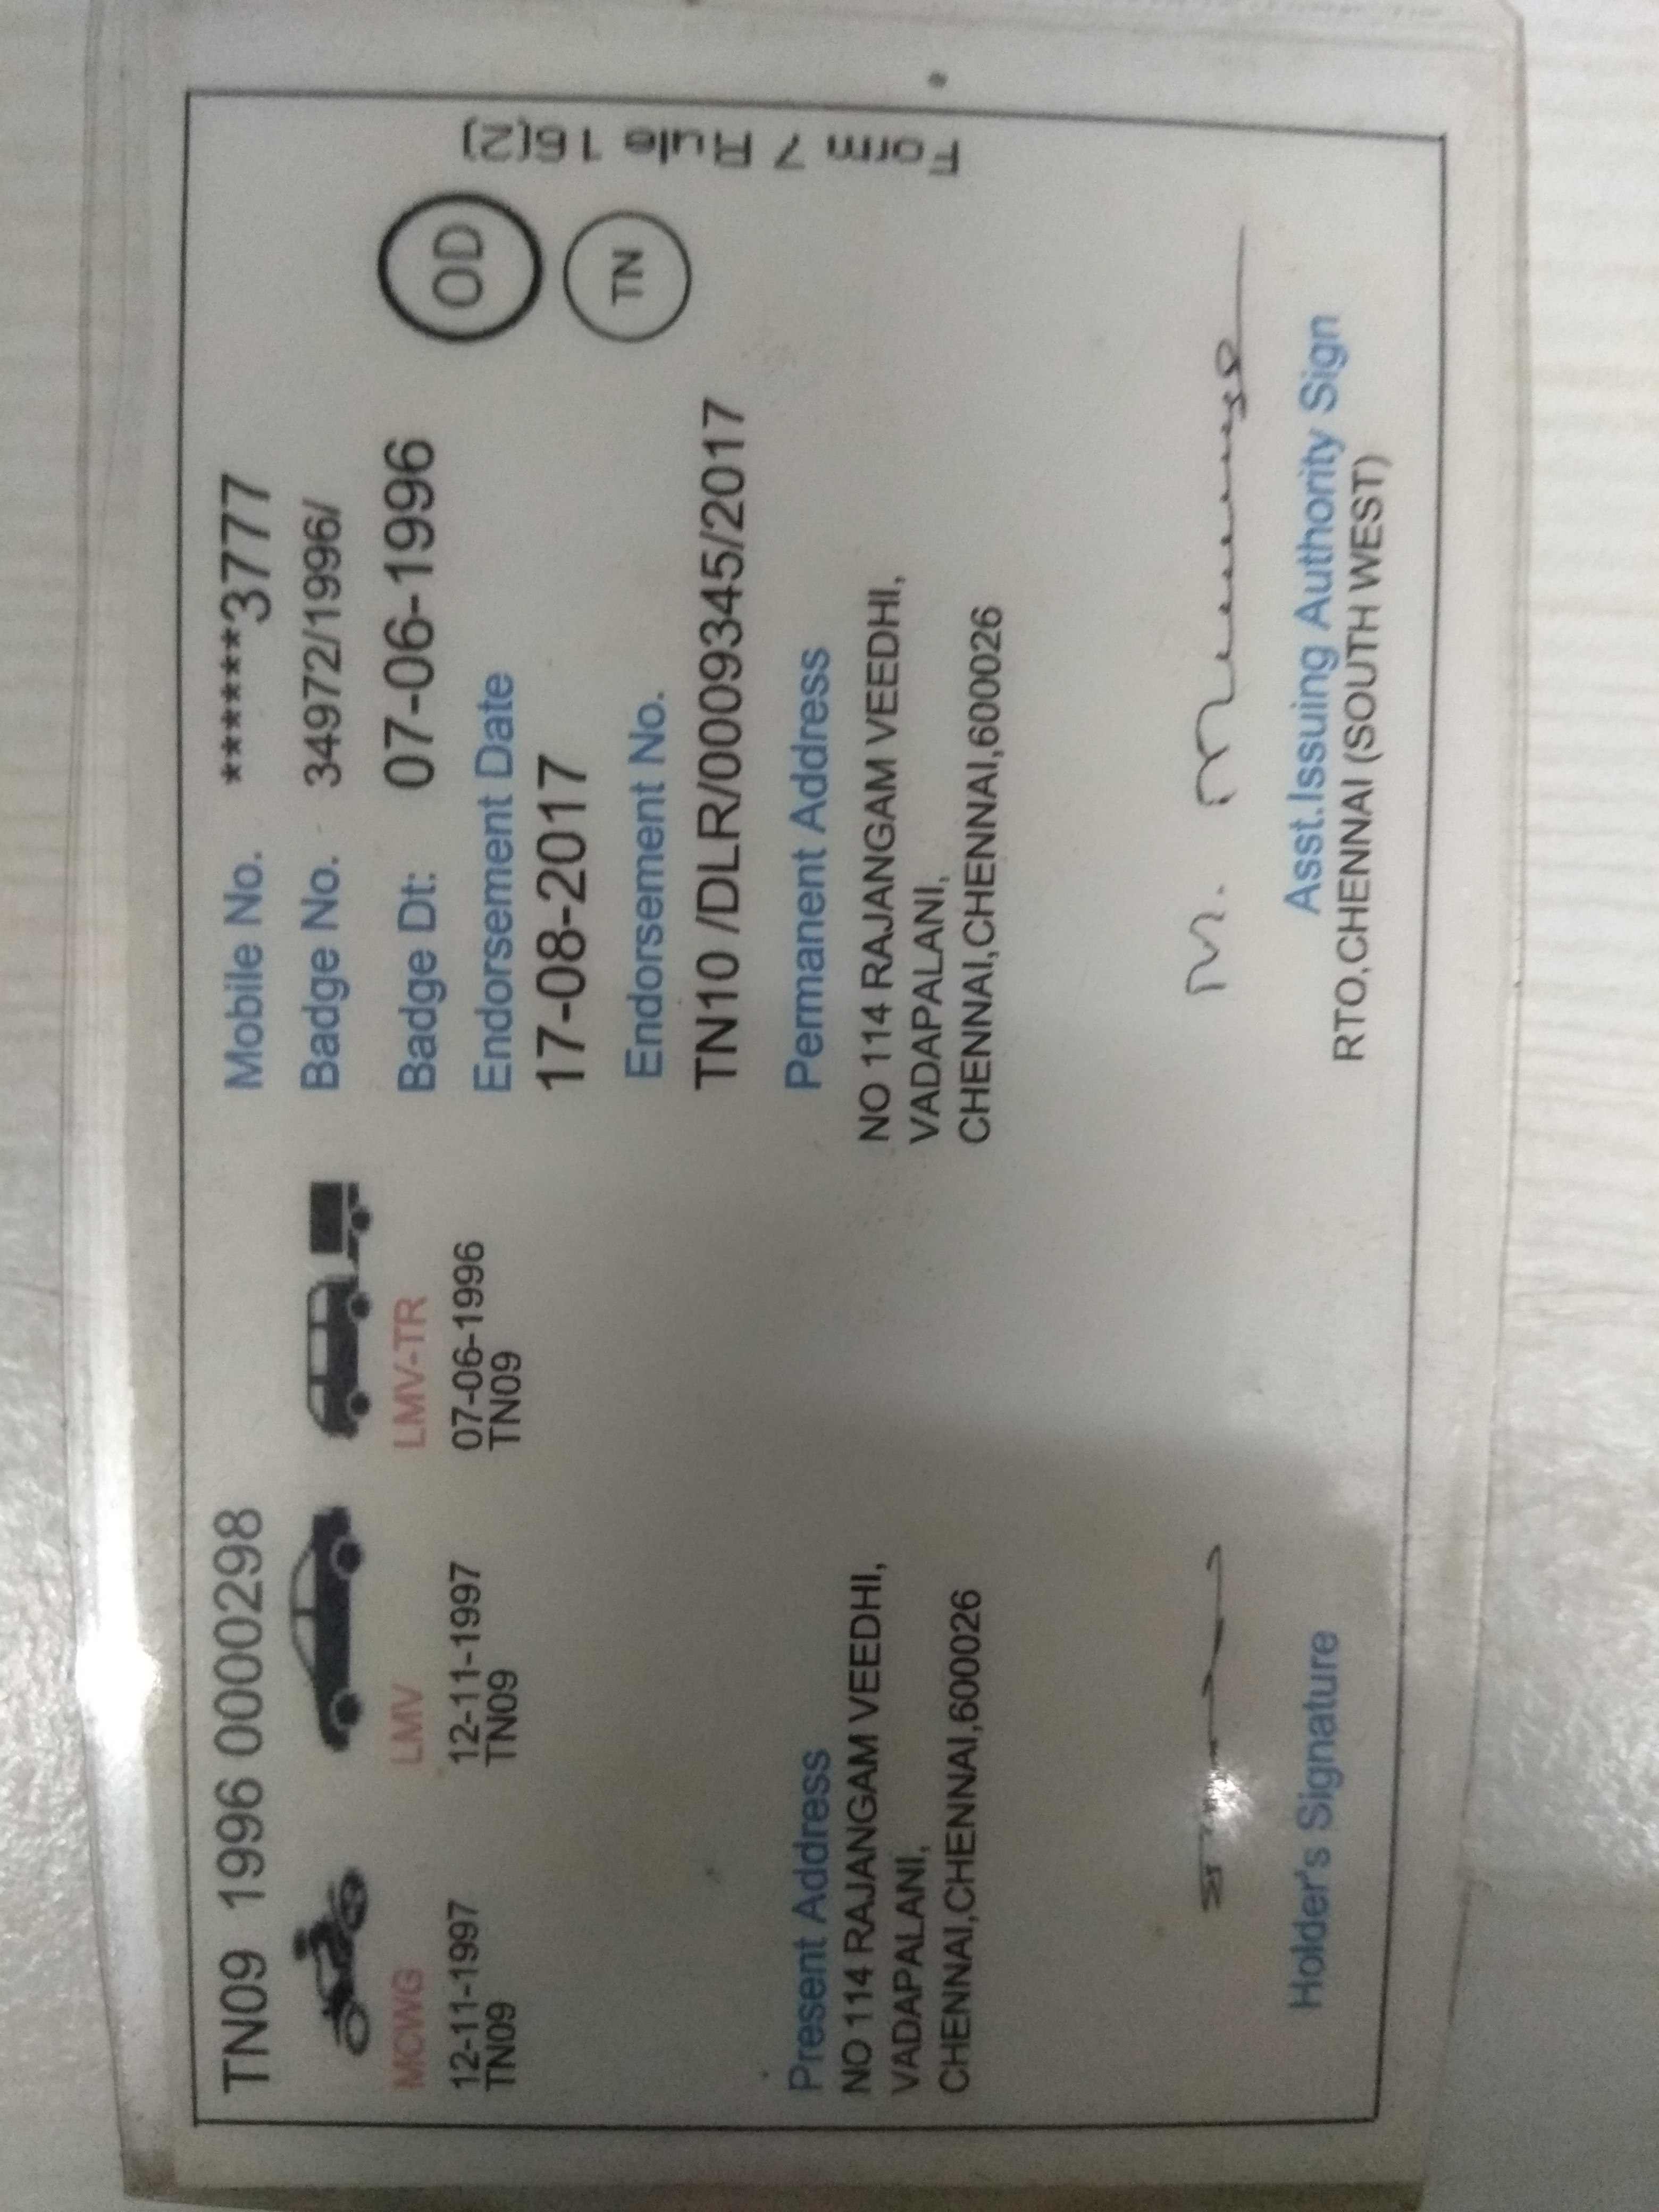 TN09 1996 0000298
MCWG
12-11-1997
TN09
LMV
12-11-1997
TN09
LMV-TR
07-06-1996
TN09
Mobile No. ******3777
Badge No. 34972/1996/
Badge Dt: 07-06-1996
Endorsement Date
17-08-2017
Endorsement No.
TN10 /DLR/0009345/2017
OD
TN
Form 7 Rule 16(2)
Present Address
NO 114 RAJANGAM VEEDHI,
VADAPALANI,
CHENNAI,CHENNAI,600026
Permanent Address
NO 114 RAJANGAM VEEDHI,
VADAPALANI,
CHENNAI,CHENNAI,600026
Holder's Signature
Asst.Issuing Authority Sign
RTO,CHENNAI (SOUTH WEST)